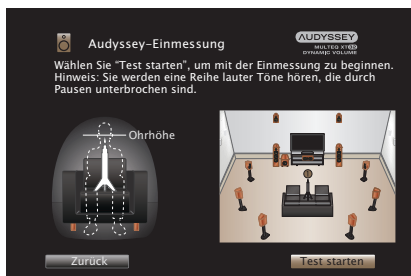 Audyssey-Einmessung
AUDYSSEY
MULTEQ XT32
DYNAMIC VOLUME
Wählen Sie “Test starten”, um mit der Einmessung zu beginnen.
Hinweis: Sie werden eine Reihe lauter Töne hören, die durch
Pausen unterbrochen sind.
Ohrhöhe
Zurück
Test starten